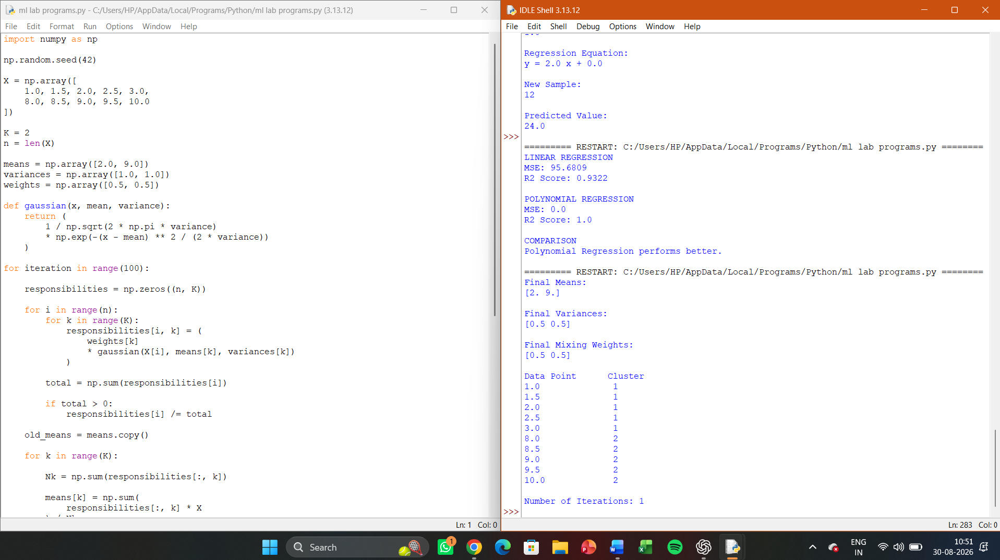 ml lab programs.py - C:/Users/HP/AppData/Local/Programs/Python/ml lab programs.py (3.13.12)
File Edit Format Run Options Window Help
import numpy as np
np.random.seed(42)
X = np.array([
    1.0, 1.5, 2.0, 2.5, 3.0,
    8.0, 8.5, 9.0, 9.5, 10.0
])
K = 2
n = len(X)
means = np.array([2.0, 9.0])
variances = np.array([1.0, 1.0])
weights = np.array([0.5, 0.5])
def gaussian(x, mean, variance):
    return (
        1 / np.sqrt(2 * np.pi * variance)
        * np.exp(-(x - mean) ** 2 / (2 * variance))
    )
for iteration in range(100):
    responsibilities = np.zeros((n, K))
    for i in range(n):
        for k in range(K):
            responsibilities[i, k] = (
                weights[k]
                * gaussian(X[i], means[k], variances[k])
            )
        total = np.sum(responsibilities[i])
        if total > 0:
            responsibilities[i] /= total
    old_means = means.copy()
    for k in range(K):
        Nk = np.sum(responsibilities[:, k])
        means[k] = np.sum(
            responsibilities[:, k] * X
Ln: 1 Col: 0
IDLE Shell 3.13.12
File Edit Shell Debug Options Window Help
Regression Equation:
y = 2.0 x + 0.0
New Sample:
12
Predicted Value:
24.0
>>>
========= RESTART: C:/Users/HP/AppData/Local/Programs/Python/ml lab programs.py ========
LINEAR REGRESSION
MSE: 95.6809
R2 Score: 0.9322
POLYNOMIAL REGRESSION
MSE: 0.0
R2 Score: 1.0
COMPARISON
Polynomial Regression performs better.
========= RESTART: C:/Users/HP/AppData/Local/Programs/Python/ml lab programs.py ========
Final Means:
[2. 9.]
Final Variances:
[0.5 0.5]
Final Mixing Weights:
[0.5 0.5]
Data Point      Cluster
1.0              1
1.5              1
2.0              1
2.5              1
3.0              1
8.0              2
8.5              2
9.0              2
9.5              2
10.0             2
Number of Iterations: 1
>>>
Ln: 283 Col: 0
Search
1
ENG
IN
10:51
30-08-2026